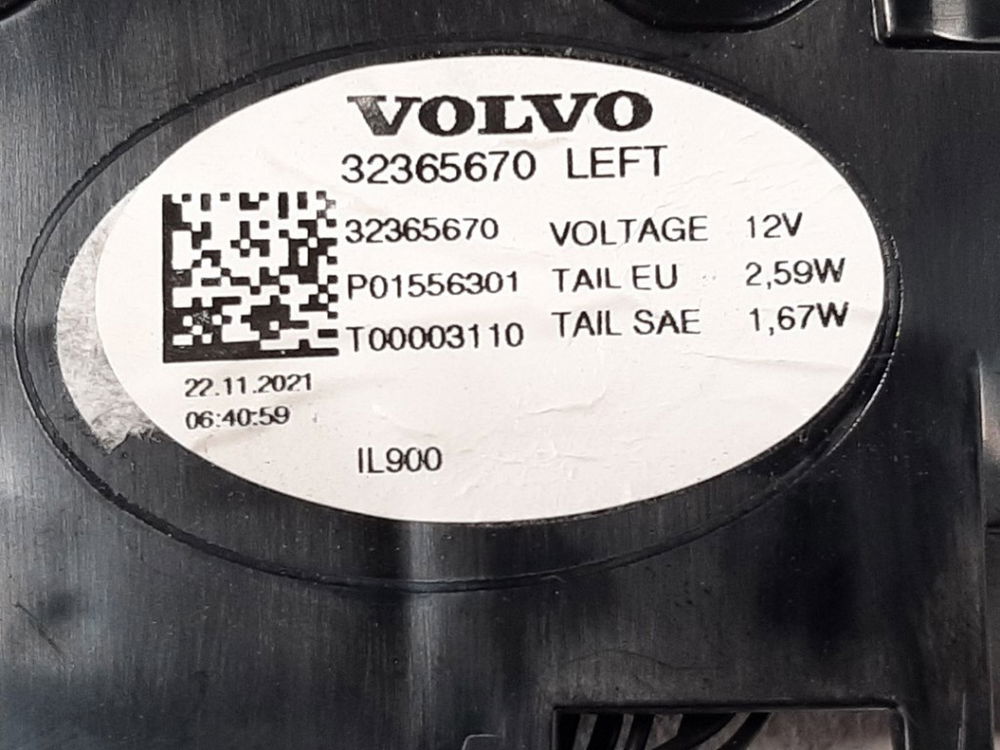 VOLVO
32365670 LEFT
32365670 VOLTAGE 12V
P01556301 TAIL EU 2,59W
T00003110 TAIL SAE 1,67W
22.11.2021
06:40:59
IL900